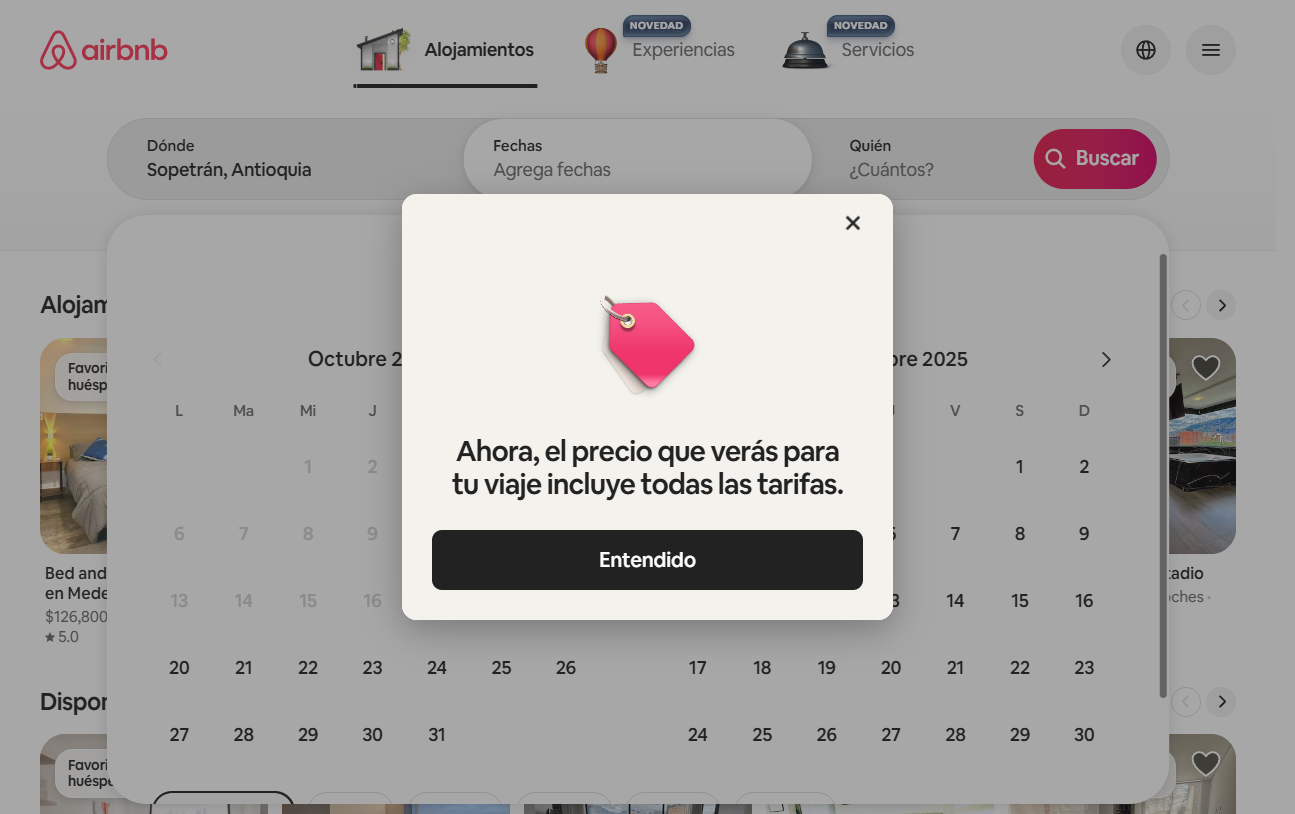 airbnb
Alojamientos
NOVEDAD
Experiencias
NOVEDAD
Servicios
Dónde
Sopetrán, Antioquia
Fechas
Agrega fechas
Quién
¿Cuántos?
Buscar
Ahora, el precio que verás para
tu viaje incluye todas las tarifas.
Entendido
Alojam
Octubre 2
bre 2025
Favori
huésp
L Ma Mi J
V S D
1 2
1 2
6 7 8 9
7 8 9
13 14 15 16
14 15 16
20 21 22 23 24 25 26
17 18 19 20 21 22 23
27 28 29 30 31
24 25 26 27 28 29 30
Bed and
en Mede
$126,800
5.0
tadio
oches
Dispon
Favori
huéspe